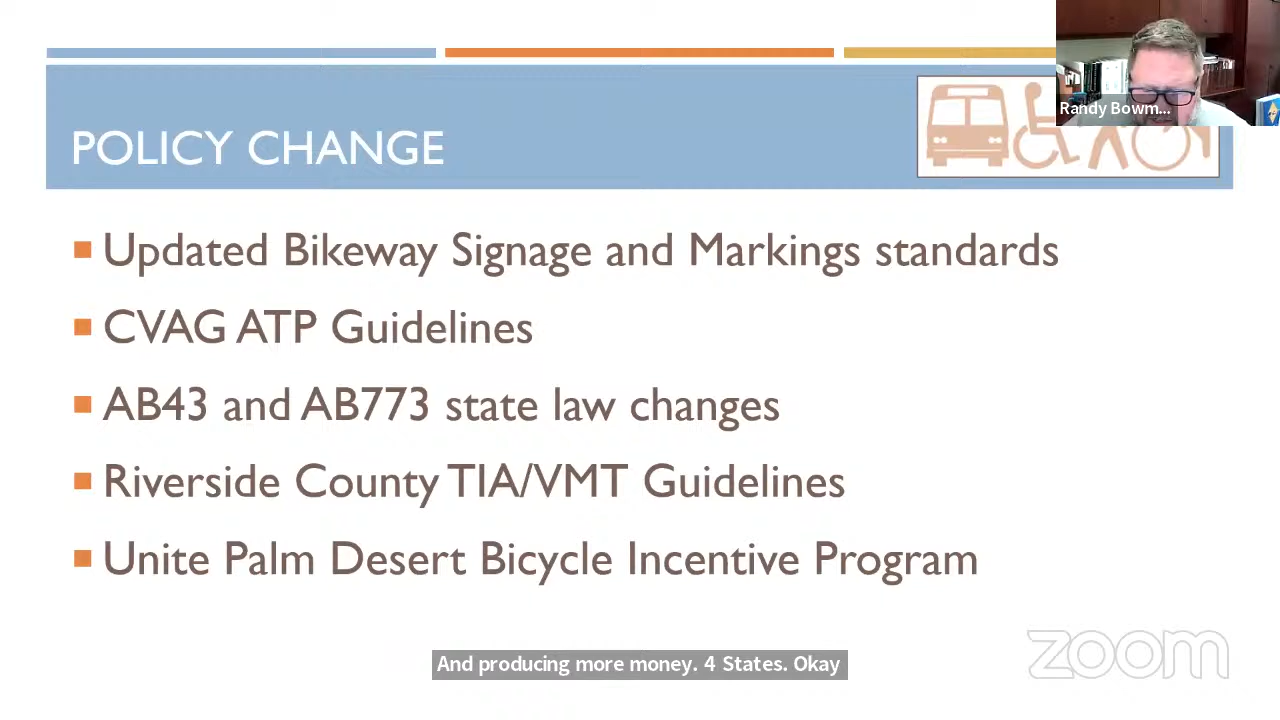 Randy Bowm...
POLICY CHANGE
Updated Bikeway Signage and Markings standards
CVAG ATP Guidelines
AB43 and AB773 state law changes
Riverside County TIA/VMT Guidelines
Unite Palm Desert Bicycle Incentive Program
And producing more money. 4 States. Okay
zoom